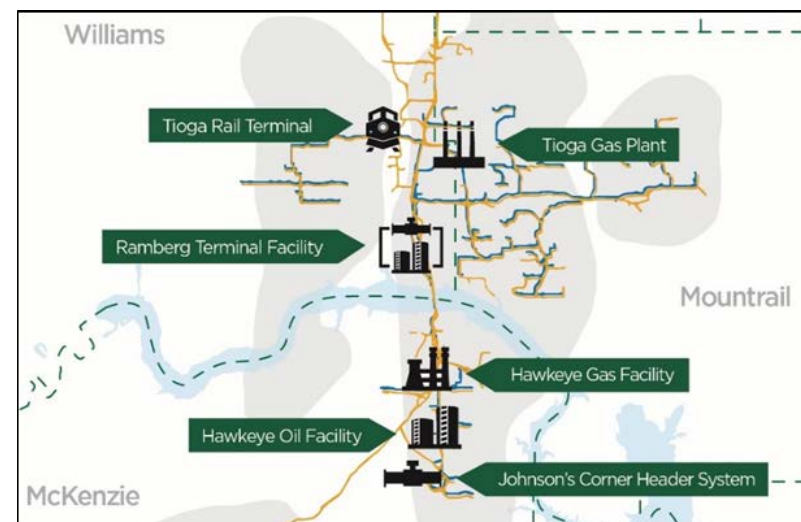 Williams
Tioga Rail Terminal
Tioga Gas Plant
Ramberg Terminal Facility
Mountrail
Hawkeye Gas Facility
Hawkeye Oil Facility
Johnson's Corner Header System
McKenzie